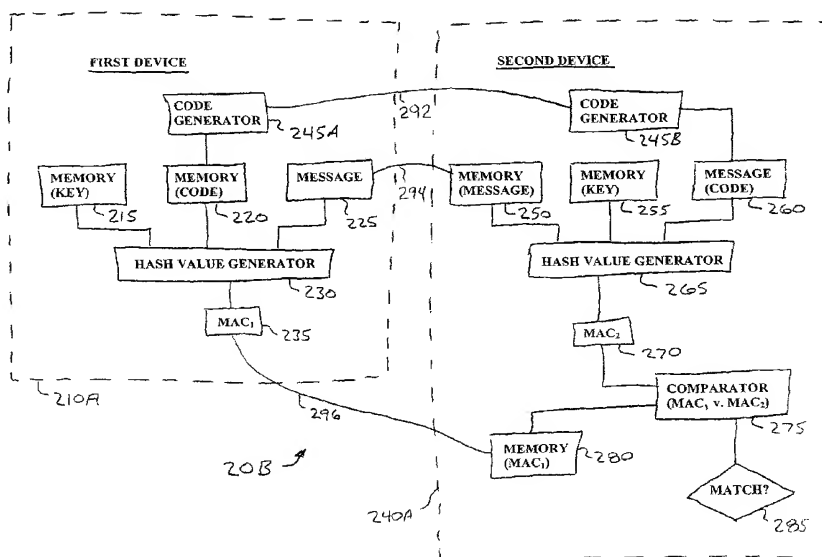 FIRST DEVICE
SECOND DEVICE
CODE
GENERATOR
245A
292
CODE
GENERATOR
245B
MEMORY
(KEY)
215
MEMORY
(CODE)
220
MESSAGE
225
294
MEMORY
(MESSAGE)
250
MEMORY
(KEY)
255
MESSAGE
(CODE)
260
HASH VALUE GENERATOR
230
HASH VALUE GENERATOR
265
MAC₁
235
MAC₂
270
210A
296
COMPARATOR
(MAC, v. MAC₂)
275
20B
MEMORY
(MAC₁)
280
240A
MATCH?
285